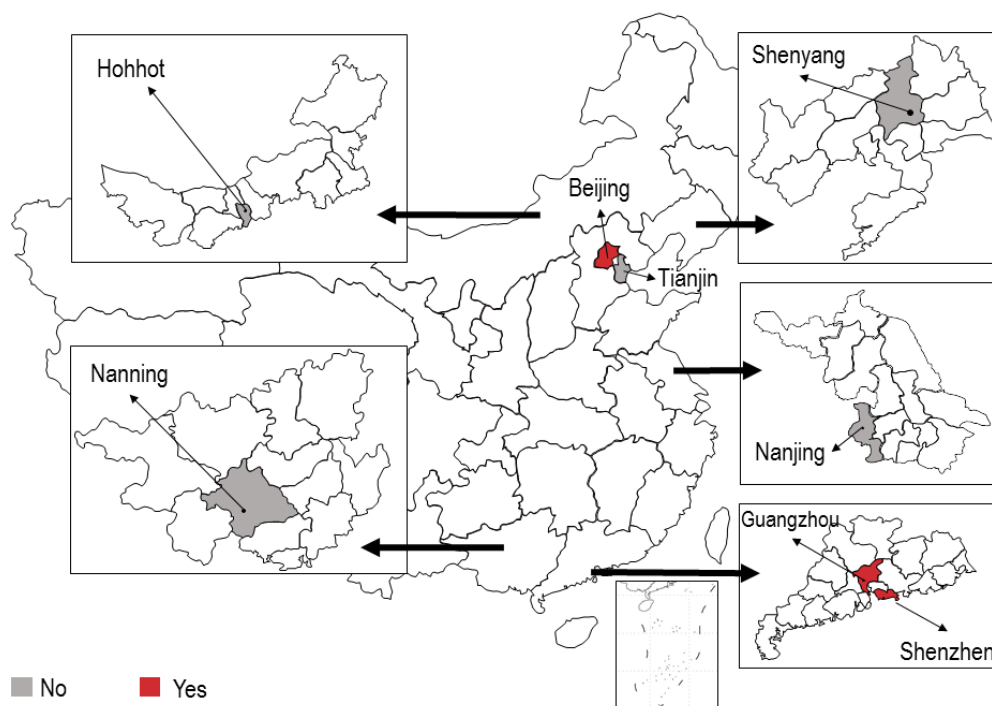 Hohhot
Shenyang
Beijing
Tianjin
Nanning
Nanjing
Guangzhou
Shenzhen
No
Yes